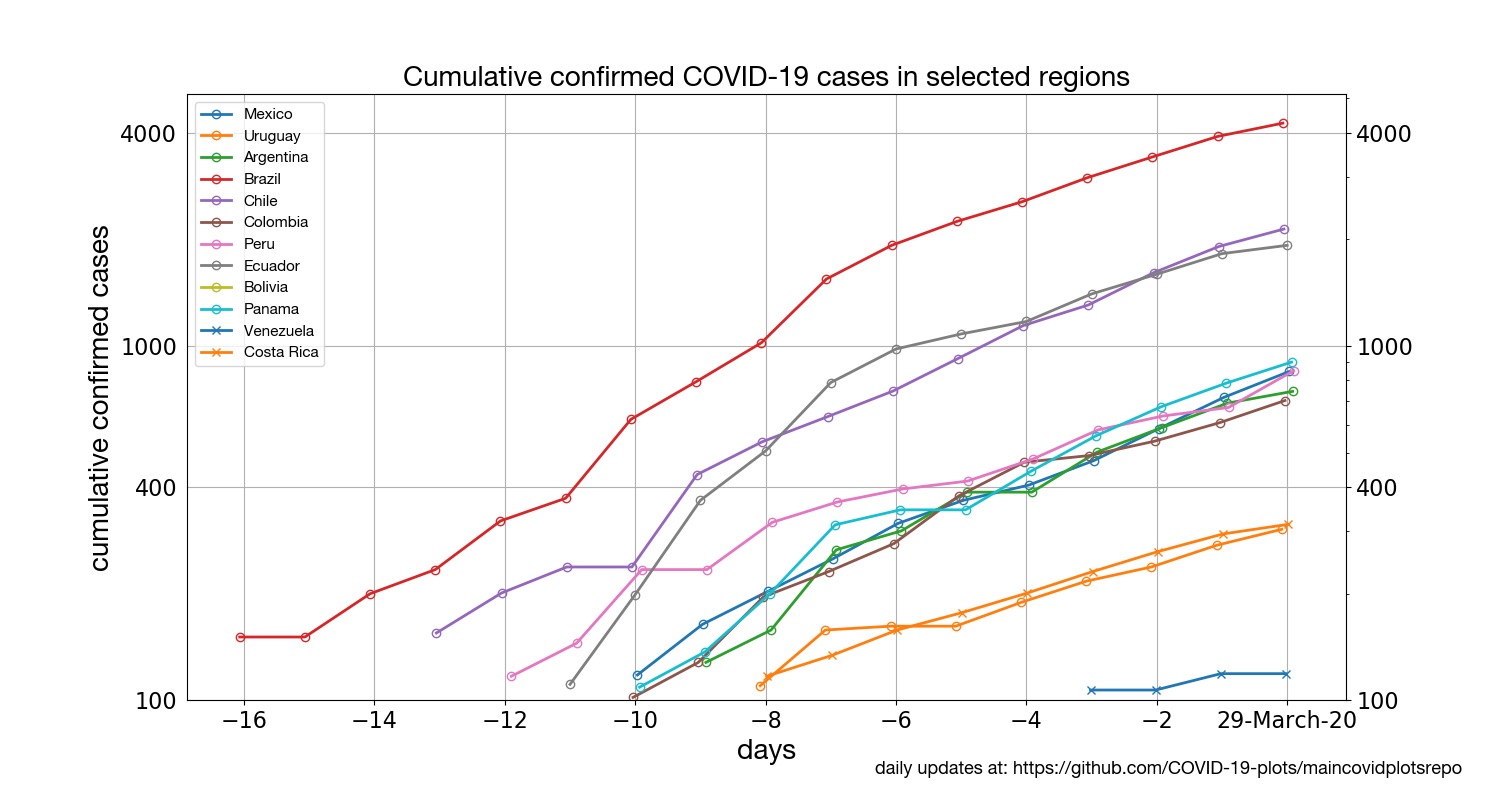 Cumulative confirmed COVID-19 cases in selected regions
Mexico
Uruguay
Argentina
Brazil
Chile
Colombia
Peru
Ecuador
Bolivia
Panama
Venezuela
Costa Rica
cumulative confirmed cases
4000
1000
400
100
4000
1000
400
100
−16
−14
−12
−10
−8
−6
−4
−2
29-March-20
days
daily updates at: https://github.com/COVID-19-plots/maincovidplotsrepo